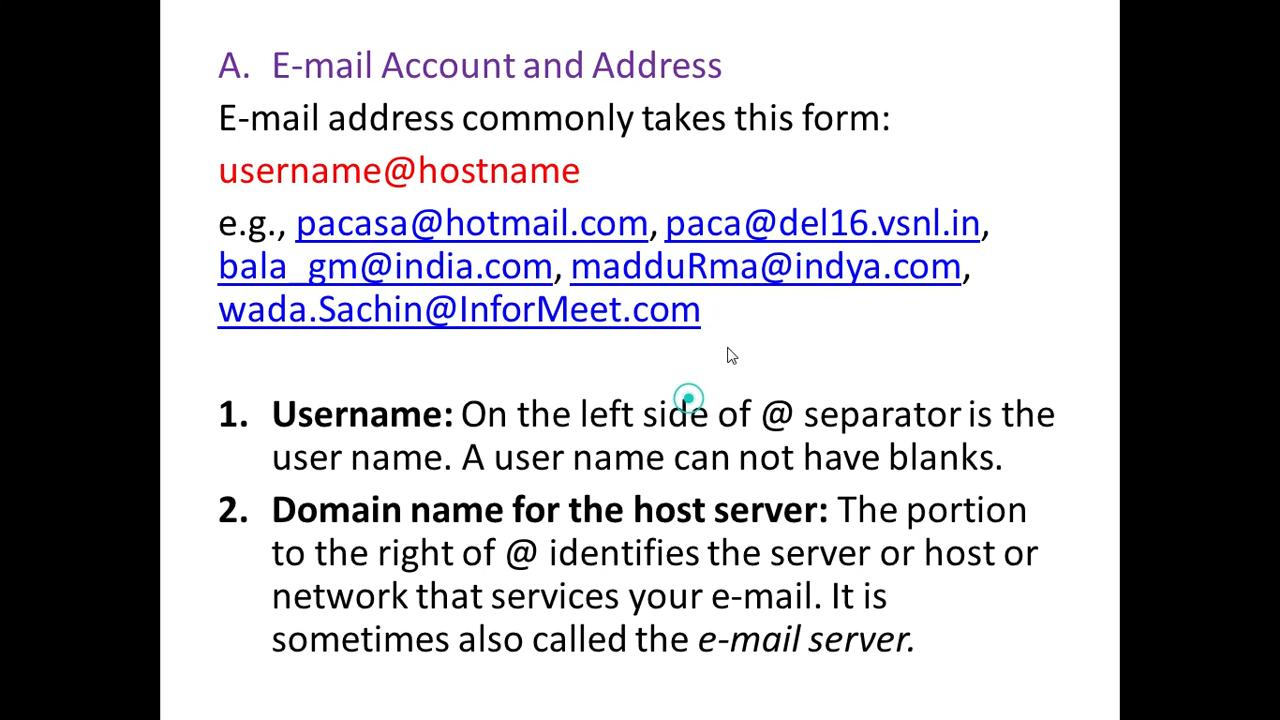 A. E-mail Account and Address
E-mail address commonly takes this form:
username@hostname
e.g., pacasa@hotmail.com, paca@del16.vsnl.in,
bala_gm@india.com, madduRma@indya.com,
wada.Sachin@InforMeet.com
1. Username: On the left side of @ separator is the
user name. A user name can not have blanks.
2. Domain name for the host server: The portion
to the right of @ identifies the server or host or
network that services your e-mail. It is
sometimes also called the e-mail server.